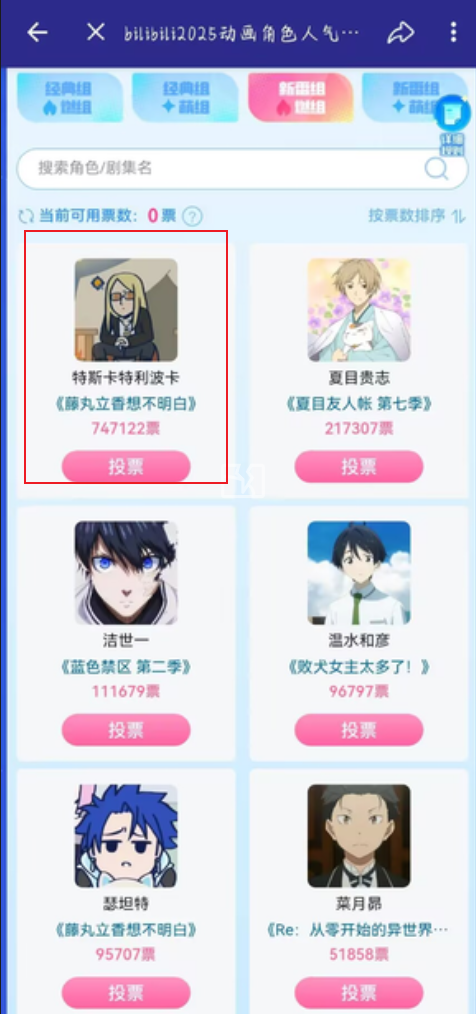 bilibili2025动画角色人气…
经典组
燃组
经典组
萌组
新番组
燃组
新番组
萌组
详细
规则
搜索角色/剧集名
当前可用票数：0票 ?
按票数排序
特斯卡特利波卡
《藤丸立香想不明白》
747122票
投票
夏目贵志
《夏目友人帐 第七季》
217307票
投票
洁世一
《蓝色禁区 第二季》
111679票
投票
温水和彦
《败犬女主太多了！》
96797票
投票
瑟坦特
《藤丸立香想不明白》
95707票
投票
菜月昴
《Re：从零开始的异世界…
51858票
投票